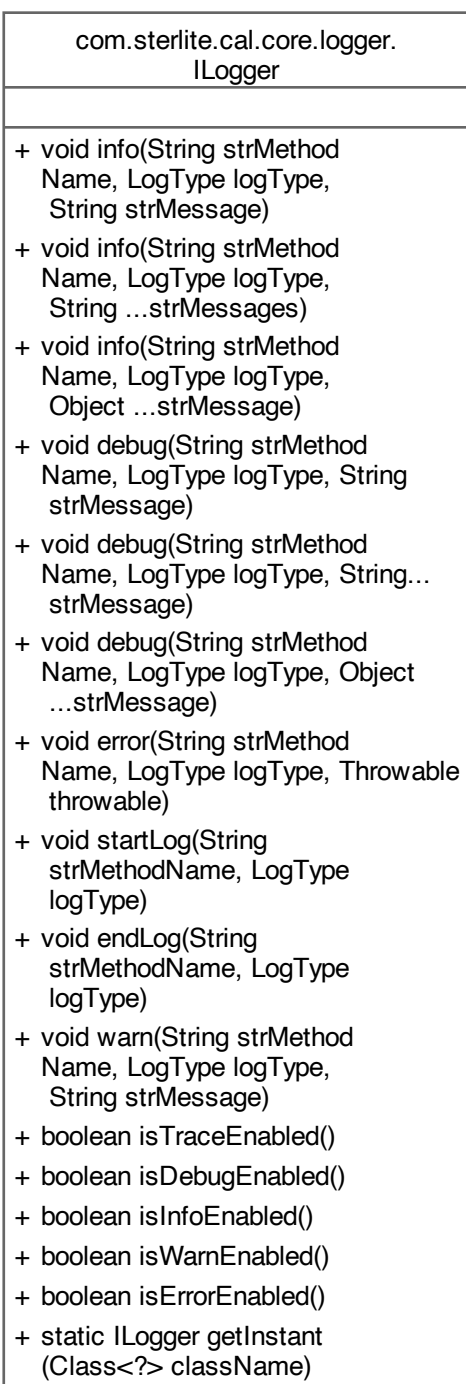 com.sterlite.cal.core.logger.
ILogger
+ void info(String strMethod
Name, LogType logType,
String strMessage)
+ void info(String strMethod
Name, LogType logType,
String ...strMessages)
+ void info(String strMethod
Name, LogType logType,
Object ...strMessage)
+ void debug(String strMethod
Name, LogType logType, String
strMessage)
+ void debug(String strMethod
Name, LogType logType, String...
strMessage)
+ void debug(String strMethod
Name, LogType logType, Object
...strMessage)
+ void error(String strMethod
Name, LogType logType, Throwable
throwable)
+ void startLog(String
strMethodName, LogType
logType)
+ void endLog(String
strMethodName, LogType
logType)
+ void warn(String strMethod
Name, LogType logType,
String strMessage)
+ boolean isTraceEnabled()
+ boolean isDebugEnabled()
+ boolean isInfoEnabled()
+ boolean isWarnEnabled()
+ boolean isErrorEnabled()
+ static ILogger getInstant
(Class<?> className)